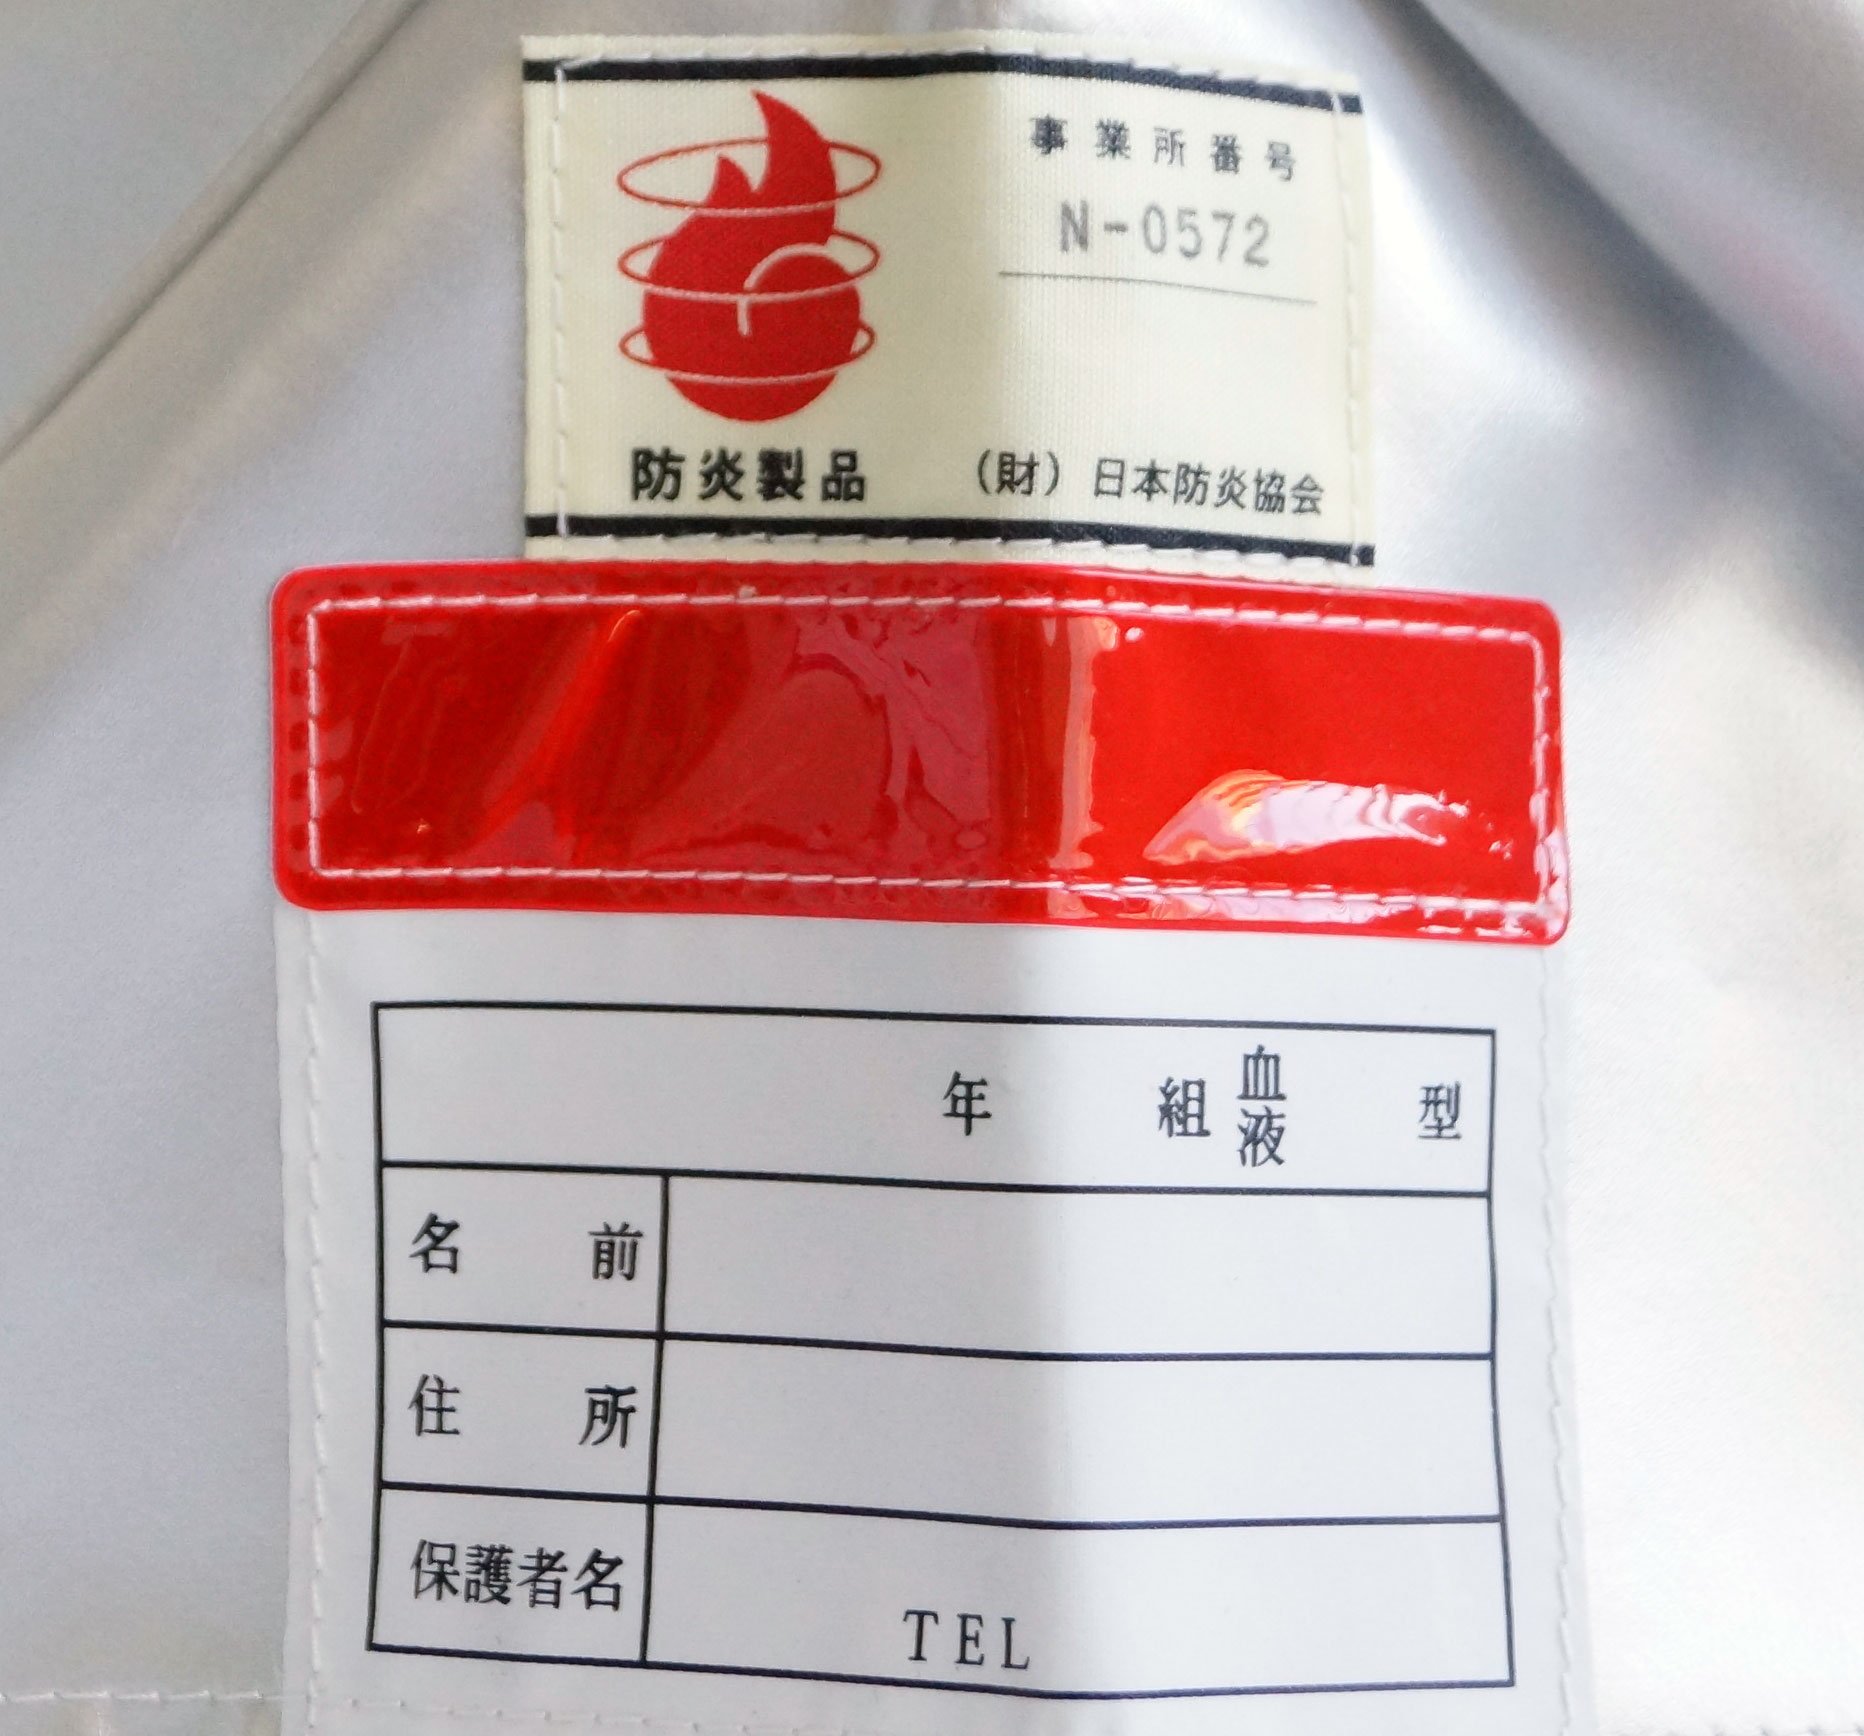 事業所番号
N-0572
防炎製品 （財）日本防炎協会
年 組 血液 型
名前
住所
保護者名
TEL